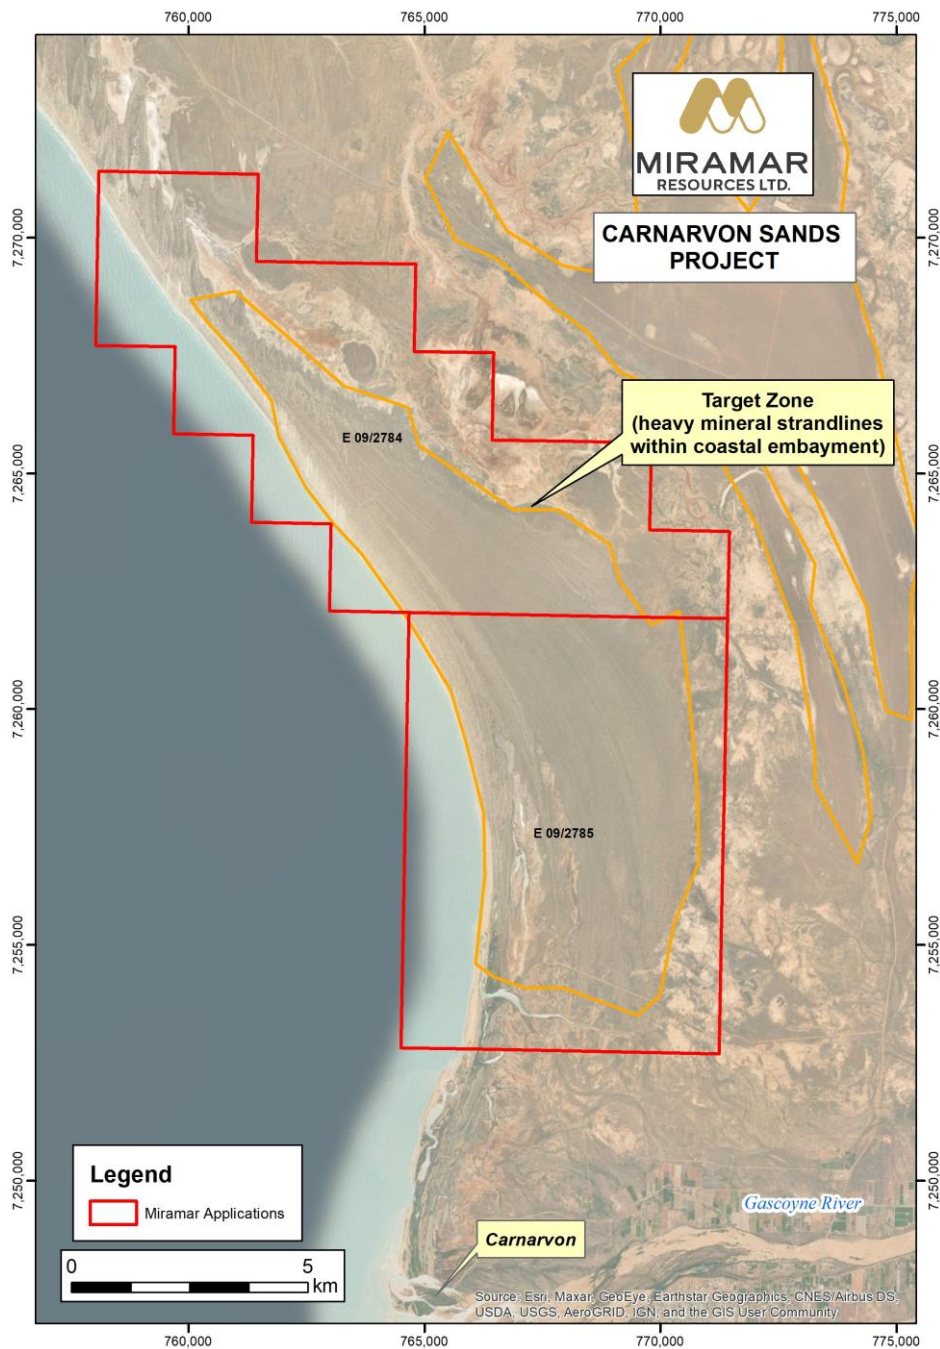 760,000
765,000
770,000
775,000
MIRAMAR
RESOURCES LTD.
CARNARVON SANDS
PROJECT
7,270,000
7,270,000
Target Zone
(heavy mineral strandlines
within coastal embayment)
E 09/2784
7,265,000
7,265,000
7,260,000
7,260,000
E 09/2785
7,255,000
7,255,000
Legend
Miramar Applications
7,250,000
7,250,000
Gascoyne River
Carnarvon
0 5
km
Source: Esri, Maxar, GeoEye, Earthstar Geographics, CNES/Airbus DS,
USDA, USGS, AeroGRID, IGN, and the GIS User Community
760,000
765,000
770,000
775,000